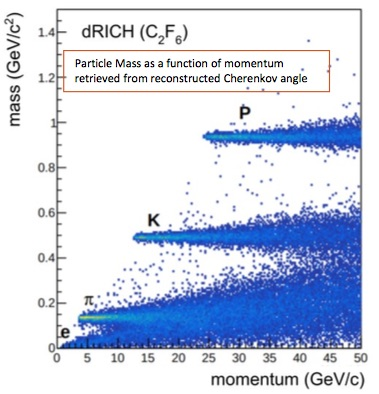 dRICH (C2F6)
Particle Mass as a function of momentum
retrieved from reconstructed Cherenkov angle
mass (GeV/c²)
1.4
1.2
1
0.8
0.6
0.4
0.2
0
P
K
π
e
0 5 10 15 20 25 30 35 40 45 50
momentum (GeV/c)